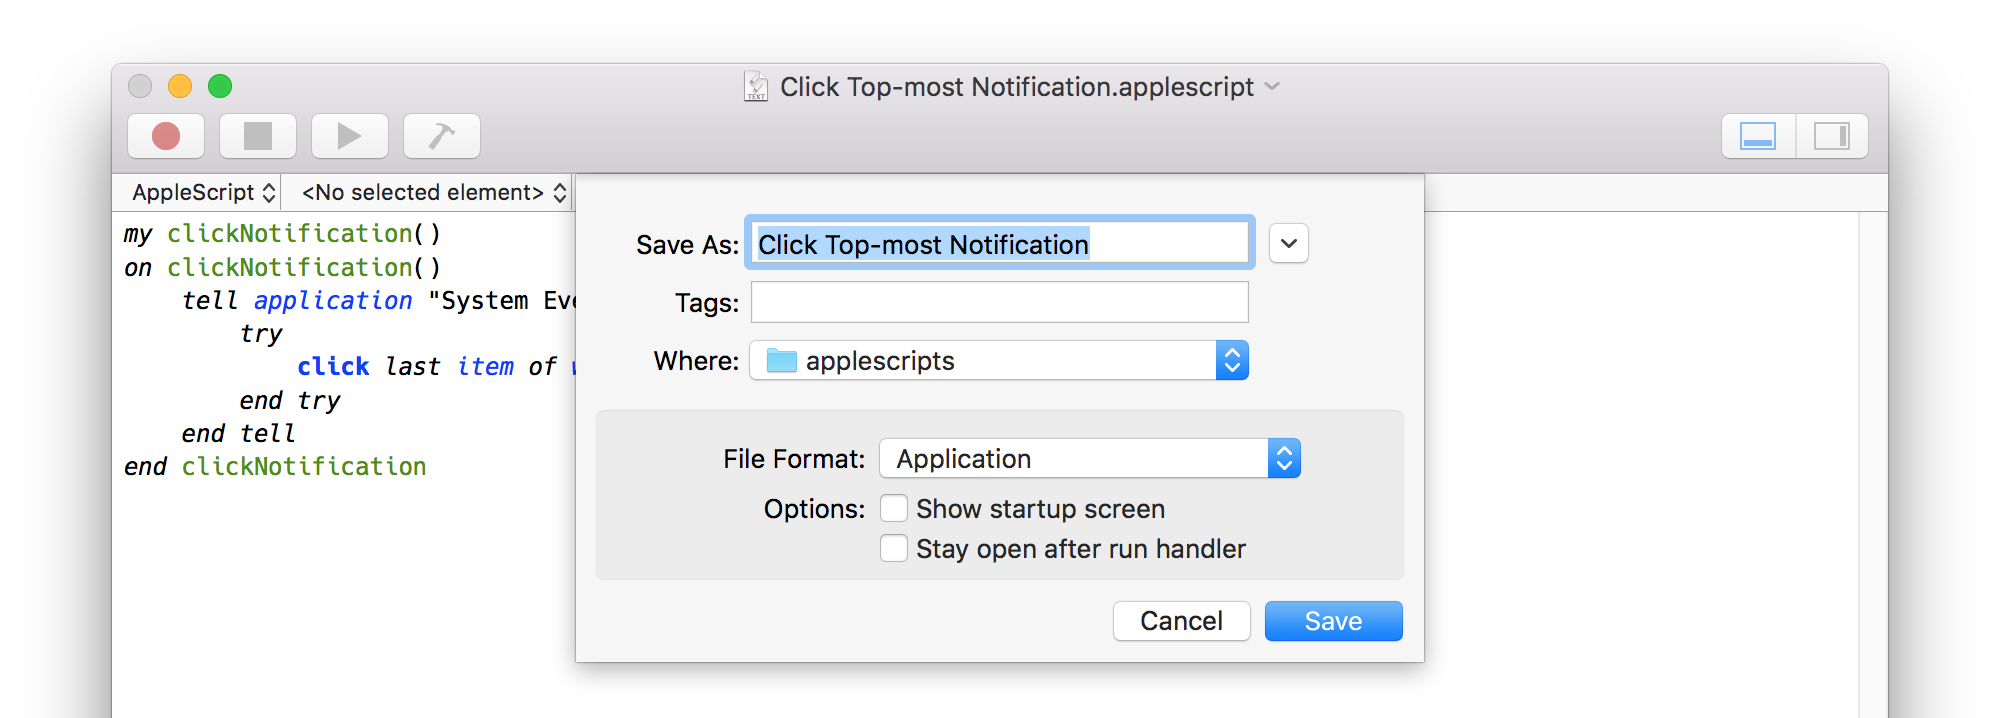 Click Top-most Notification.applescript
TEXT
AppleScript <No selected element>
my clickNotification()
on clickNotification()
tell application "System Eve
try
click last item of
end try
end tell
end clickNotification
Save As: Click Top-most Notification
Tags:
Where: applescripts
File Format: Application
Options: Show startup screen
Stay open after run handler
Cancel Save